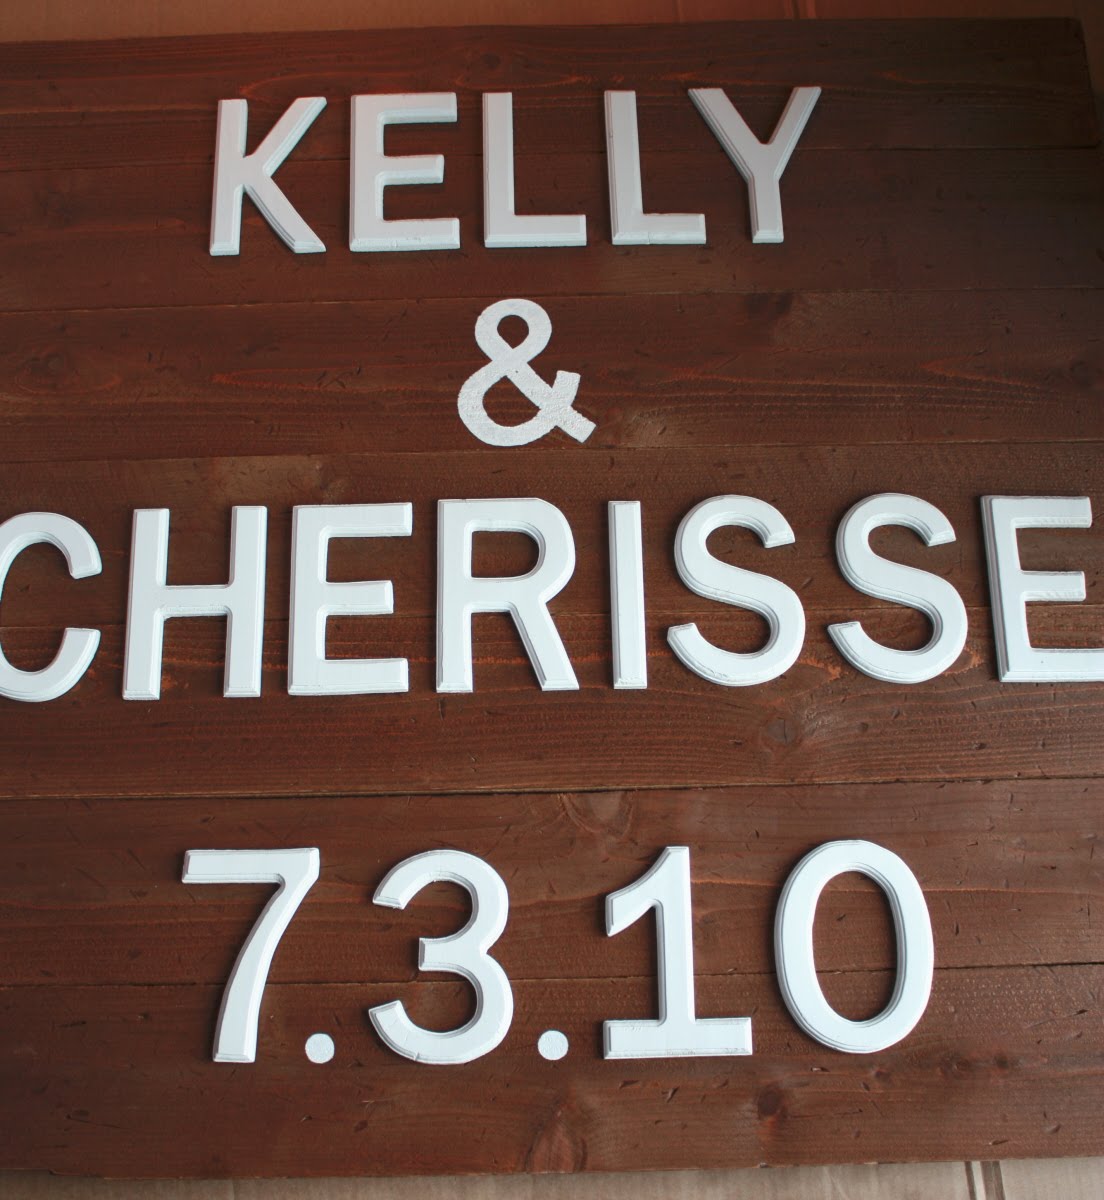 KELLY
&
CHERISSE
7.3.10